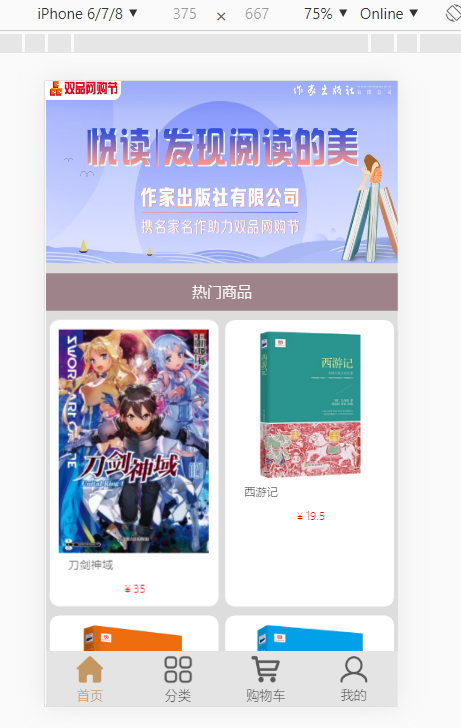 iPhone 6/7/8 ▼ 375 × 667 75% ▼ Online ▼
双品网购节
作家出版社
悦读|发现阅读的美
作家出版社有限公司
携名家名作助力双品网购节
热门商品
SWORD ART ONLINE
刀剑神域
西游记
刀剑神域
¥ 35
西游记
¥ 19.5
首页
分类
购物车
我的